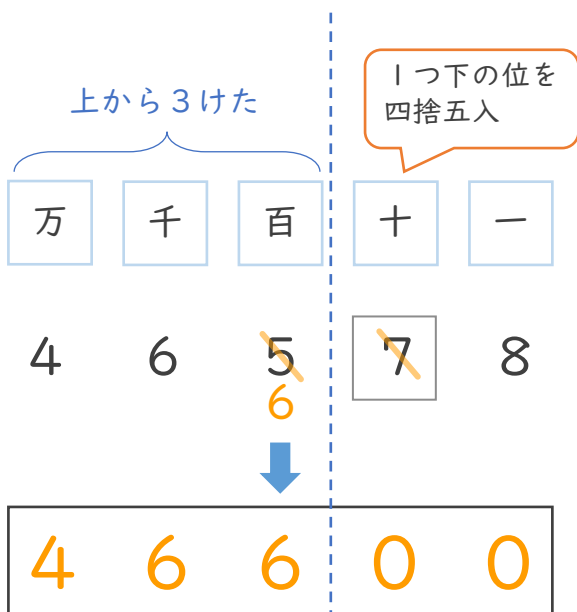 1つ下の位を
四捨五入
上から3けた
万 千 百 十 一
4 6 5 7 8
6
4 6 6 0 0